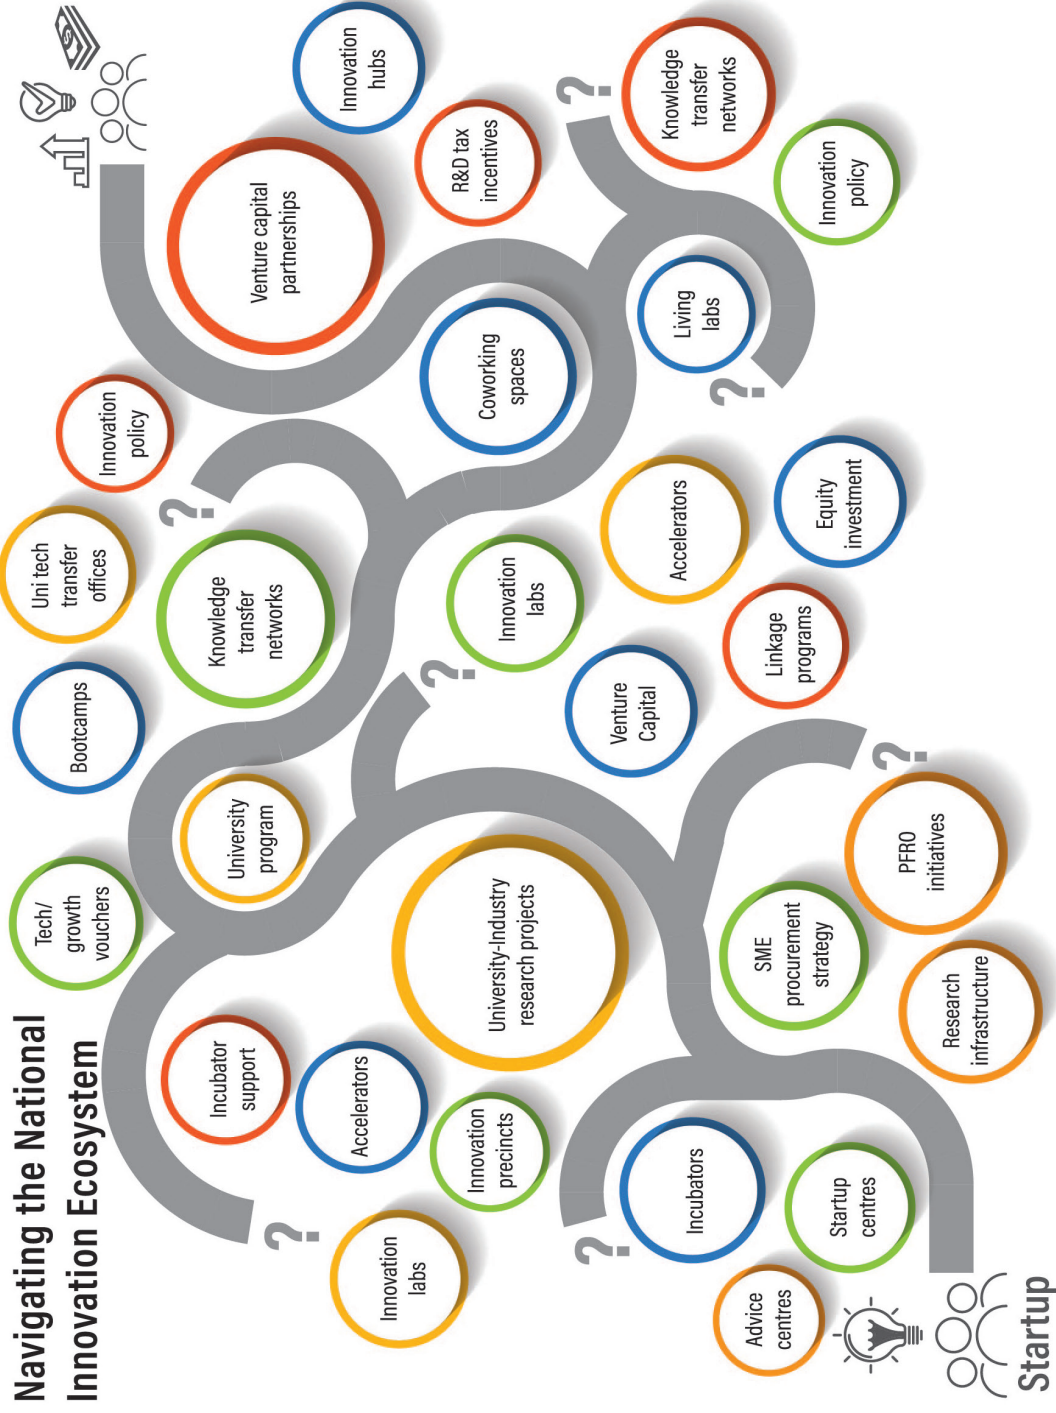 Navigating the National
Innovation Ecosystem
Tech/
growth
vouchers
Bootcamps
Uni tech
transfer
offices
Innovation
policy
$
Incubator
support
University
program
Knowledge
transfer
networks
?
Venture capital
partnerships
Innovation
hubs
Innovation
labs
?
Accelerators
Innovation
precincts
University-Industry
research projects
?
Innovation
labs
Coworking
spaces
R&D tax
incentives
?
Incubators
Venture
Capital
Accelerators
Living
labs
?
Knowledge
transfer
networks
Advice
centres
Startup
centres
SME
procurement
strategy
Linkage
programs
Equity
investment
?
Innovation
policy
Research
infrastructure
PFRO
initiatives
?
Startup